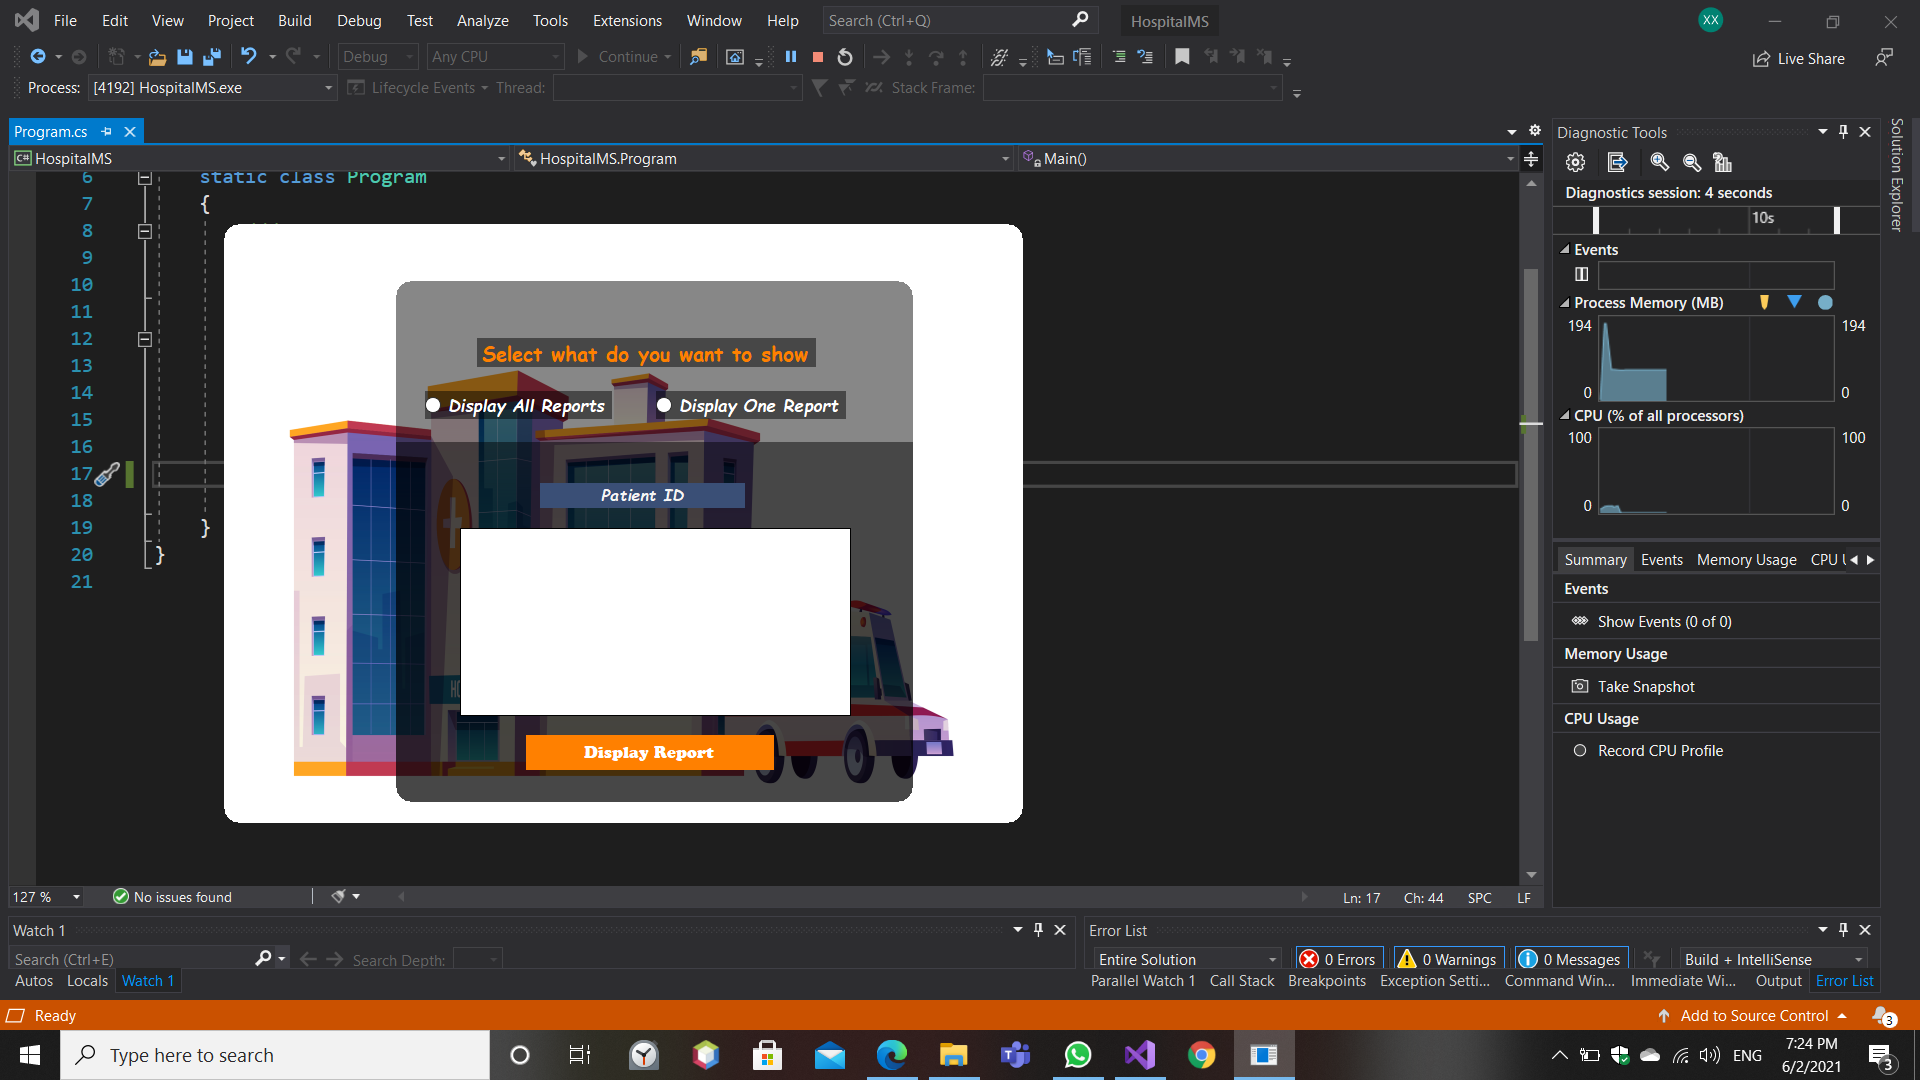 File Edit View Git Project Build Debug Test Analyze Tools Extensions Window Help Search (Ctrl+Q) HospitalMS XX
Debug Any CPU Continue Live Share
Process: [4192] HospitalMS.exe Lifecycle Events Thread: Stack Frame:
Program.cs
C# HospitalMS HospitalMS.Program Main()
6 static class Program
7 {
8
9
10
11
12
13
14
15
16
17
18
19 }
20 }
21
Select what do you want to show
Display All Reports Display One Report
Patient ID
Display Report
127 % No issues found Ln: 17 Ch: 44 SPC LF
Diagnostic Tools
Diagnostics session: 4 seconds
10s
Events
Process Memory (MB)
194 194
0 0
CPU (% of all processors)
100 100
0 0
Summary Events Memory Usage CPU
Events
Show Events (0 of 0)
Memory Usage
Take Snapshot
CPU Usage
Record CPU Profile
Solution Explorer
Watch 1
Search (Ctrl+E) Search Depth:
Autos Locals Watch 1
Error List
Entire Solution 0 Errors 0 Warnings 0 Messages Build + IntelliSense
Parallel Watch 1 Call Stack Breakpoints Exception Setti... Command Win... Immediate Wi... Output Error List
Ready Add to Source Control 3
Type here to search ENG 7:24 PM
6/2/2021 3